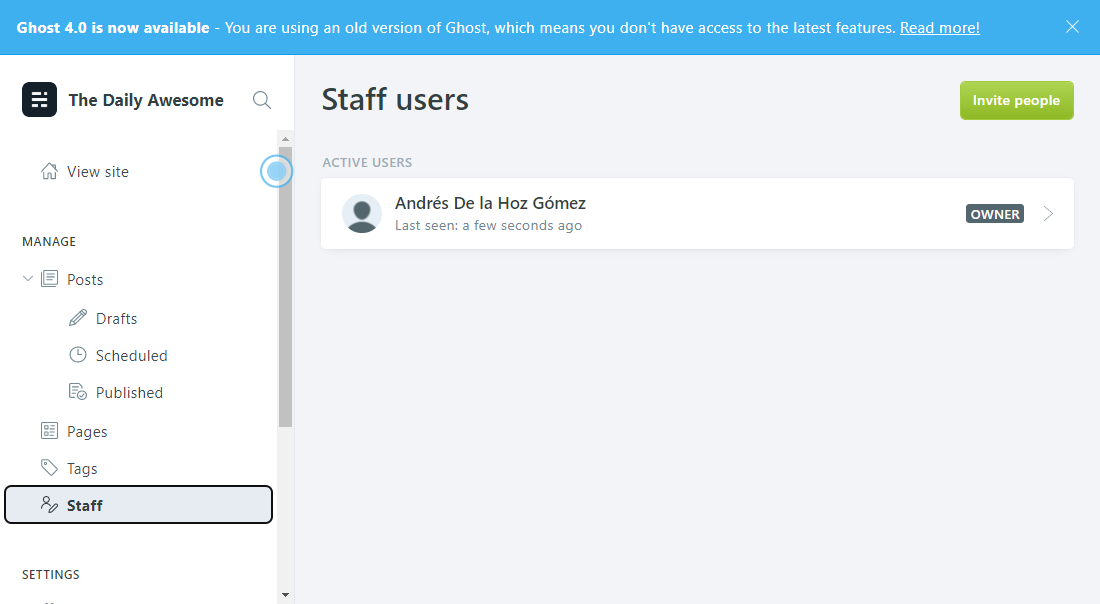 Ghost 4.0 is now available - You are using an old version of Ghost, which means you don't have access to the latest features. Read more!
The Daily Awesome
View site
MANAGE
Posts
Drafts
Scheduled
Published
Pages
Tags
Staff
SETTINGS
Staff users
Invite people
ACTIVE USERS
Andrés De la Hoz Gómez
Last seen: a few seconds ago
OWNER